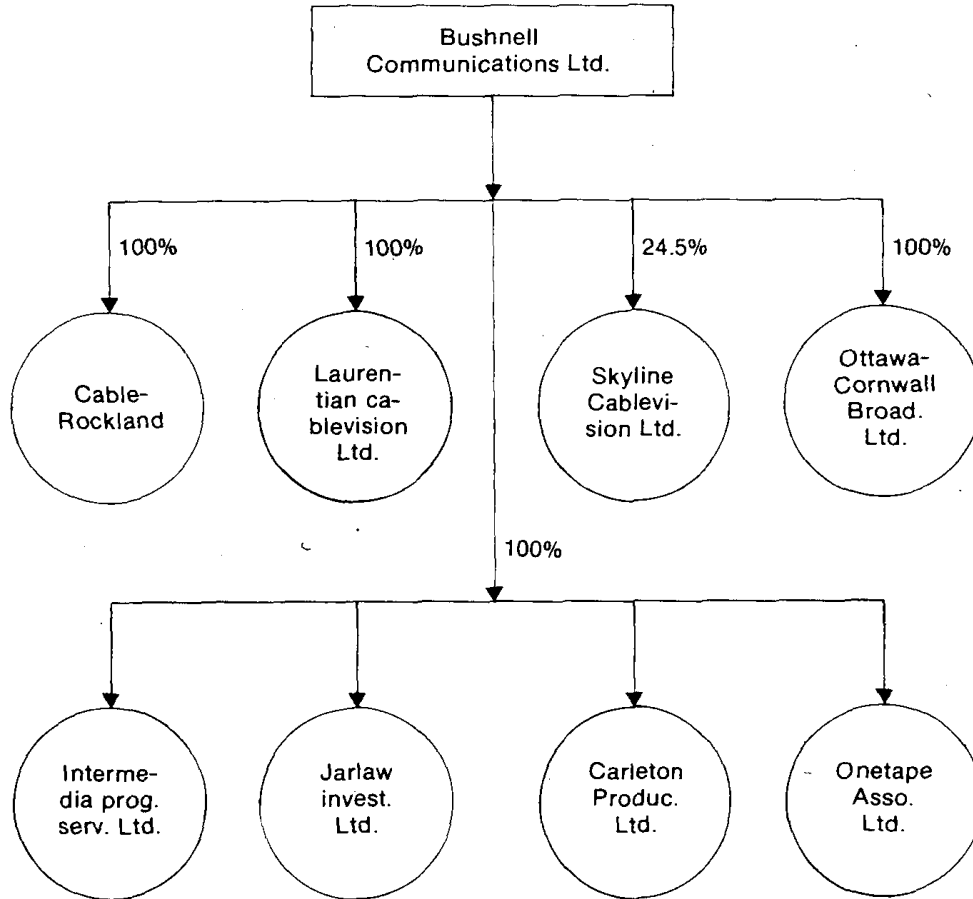 Bushnell
Communications Ltd.
100%
100%
24.5%
100%
Cable-
Rockland
Lauren-
tian ca-
blevision
Ltd.
Skyline
Cablevi-
sion Ltd.
Ottawa-
Cornwall
Broad.
Ltd.
100%
Interme-
dia prog.
serv. Ltd.
Jarlaw
invest.
Ltd.
Carleton
Produc.
Ltd.
Onetape
Asso.
Ltd.